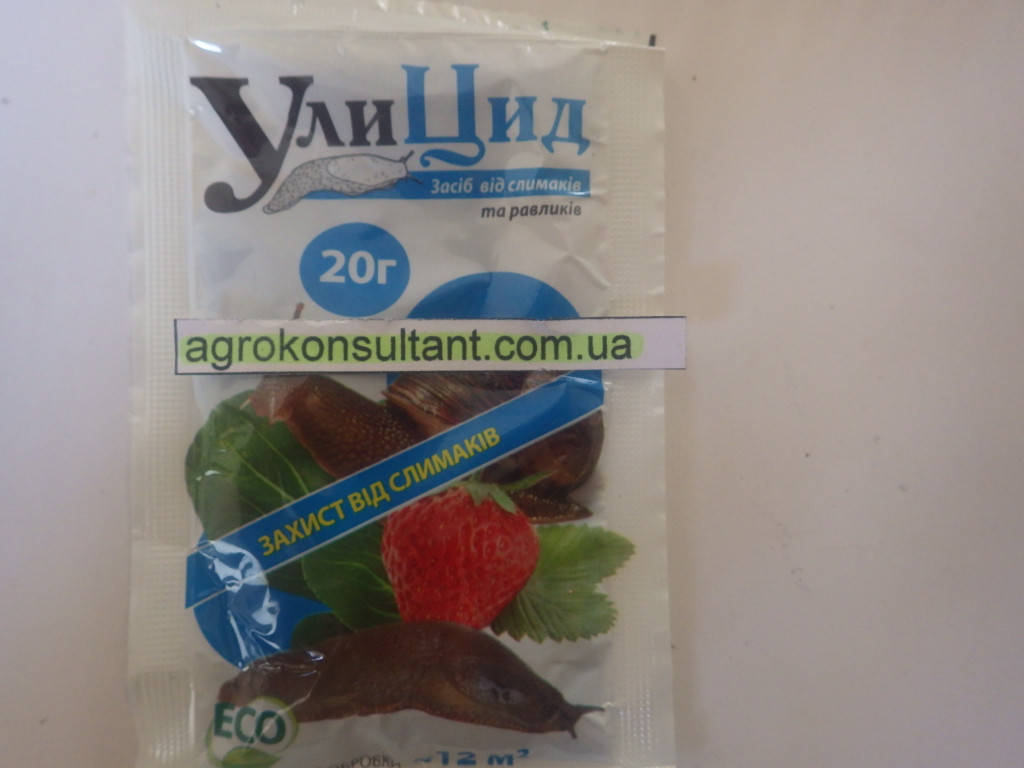 УлиЦид
Засіб від слимаків
та равликів
20г
agrokonsultant.com.ua
ЗАХИСТ ВІД СЛИМАКІВ
ECO
~12 м²